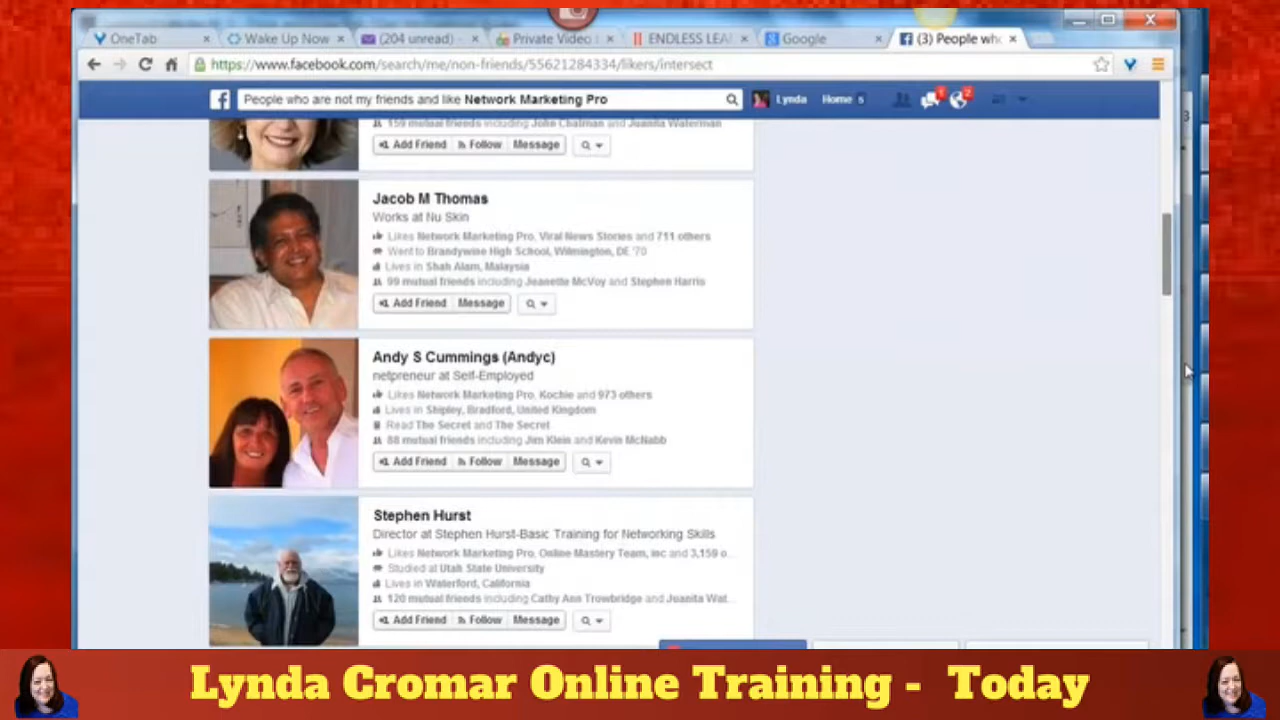 OneTab
Wake Up Now
(204 unread) -
Private Video
ENDLESS LEA
Google
(3) People who
https://www.facebook.com/search/me/non-friends/55621284334/likers/intersect
People who are not my friends and like Network Marketing Pro
Lynda
Home 5
1
2
159 mutual friends including John Chatman and Juanita Waterman
Add Friend Follow Message
Jacob M Thomas
Works at Nu Skin
Likes Network Marketing Pro, Viral News Stories and 711 others
Went to Brandywine High School, Wilmington, DE '70
Lives in Shah Alam, Malaysia
99 mutual friends including Jeanette McVoy and Stephen Harris
Add Friend Message
Andy S Cummings (Andyc)
netpreneur at Self-Employed
Likes Network Marketing Pro, Kochie and 973 others
Lives in Shipley, Bradford, United Kingdom
Read The Secret and The Secret
88 mutual friends including Jim Klein and Kevin McNabb
Add Friend Follow Message
Stephen Hurst
Director at Stephen Hurst-Basic Training for Networking Skills
Likes Network Marketing Pro, Online Mastery Team, inc and 3,159 o...
Studied at Utah State University
Lives in Waterford, California
120 mutual friends including Cathy Ann Trowbridge and Juanita Wat...
Add Friend Follow Message
Lynda Cromar Online Training - Today